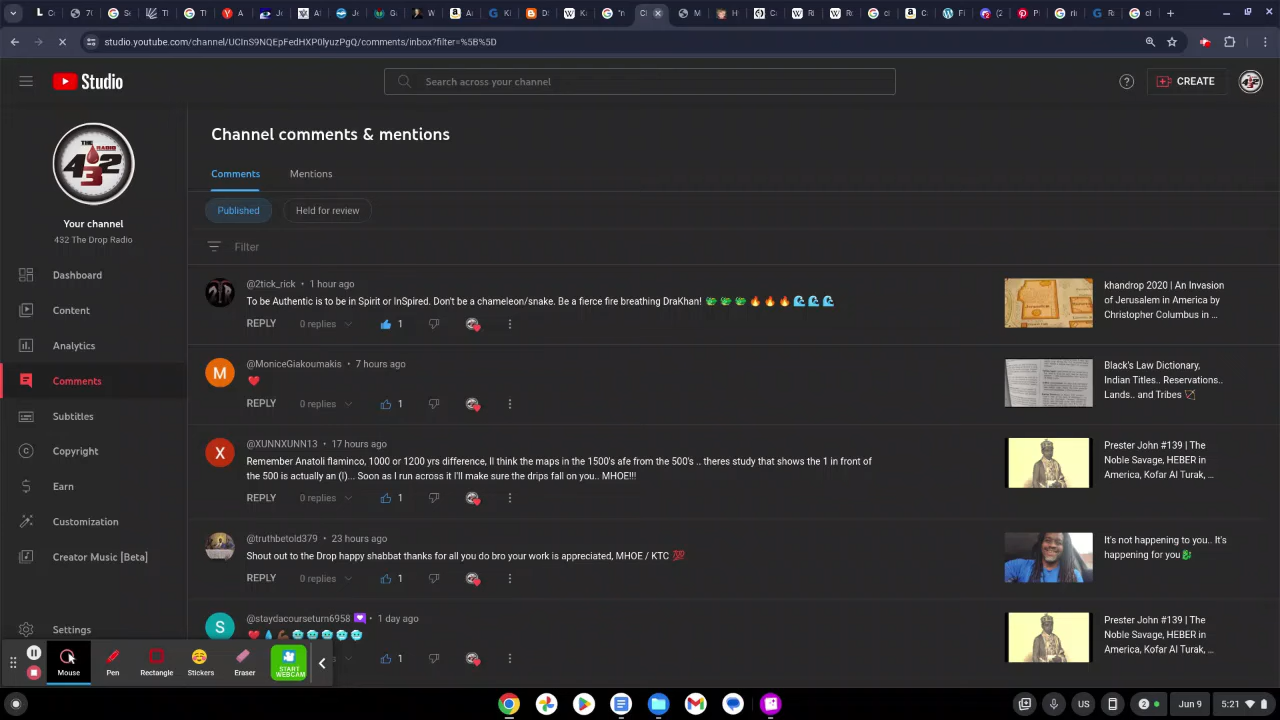 studio.youtube.com/channel/UCInS9NQEpFedHXP0lyuzPgQ/comments/inbox?filter=%5B%5D
Studio
Search across your channel
CREATE
THE RADIO
432
Your channel
432 The Drop Radio
Dashboard
Content
Analytics
Comments
Subtitles
Copyright
Earn
Customization
Creator Music [Beta]
Settings
Channel comments & mentions
Comments
Mentions
Published
Held for review
Filter
@2tick_rick • 1 hour ago
To be Authentic is to be in Spirit or InSpired. Don't be a chameleon/snake. Be a fierce fire breathing DraKhan! 🐲 🐲 🐲 🔥 🔥 🔥 🌊 🌊 🌊
REPLY 0 replies 1
khandrop 2020 | An Invasion
of Jerusalem in America by
Christopher Columbus in ...
M
@MoniceGiakoumakis • 7 hours ago
❤️
REPLY 0 replies 1
Black's Law Dictionary,
Indian Titles.. Reservations..
Lands.. and Tribes 🏹
X
@XUNNXUNN13 • 17 hours ago
Remember Anatoli flaminco, 1000 or 1200 yrs difference, II think the maps in the 1500's afe from the 500's .. theres study that shows the 1 in front of
the 500 is actually an (I)... Soon as I run across it I'll make sure the drips fall on you.. MHOE!!!
REPLY 0 replies 1
Prester John #139 | The
Noble Savage, HEBER in
America, Kofar Al Turak, ...
@truthbetold379 • 23 hours ago
Shout out to the Drop happy shabbat thanks for all you do bro your work is appreciated, MHOE / KTC 💯
REPLY 0 replies 1
It's not happening to you.. It's
happening for you🐉
S
@staydacourseturn6958 • 1 day ago
1
Prester John #139 | The
Noble Savage, HEBER in
America, Kofar Al Turak, ...
Mouse
Pen
Rectangle
Stickers
Eraser
START
WEBCAM
US
2
Jun 9
5:21